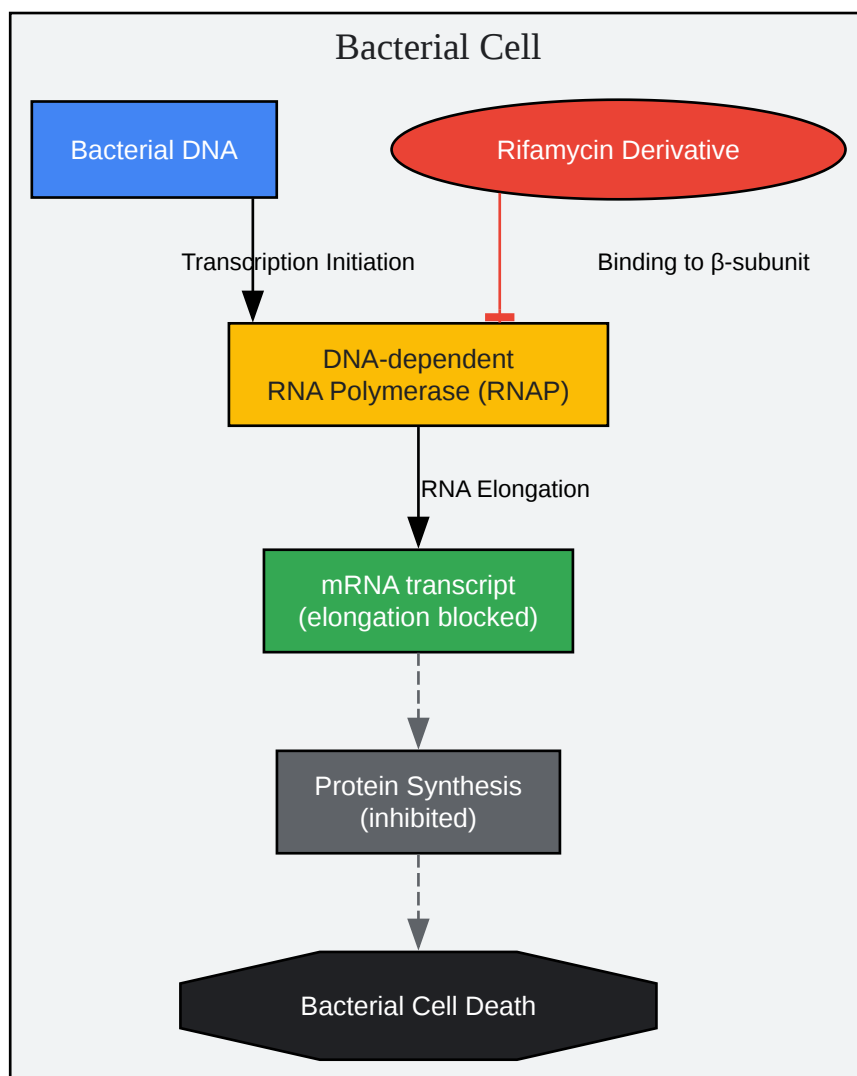 Bacterial Cell
Bacterial DNA
Rifamycin Derivative
Transcription Initiation
Binding to β-subunit
DNA-dependent
RNA Polymerase (RNAP)
RNA Elongation
mRNA transcript
(elongation blocked)
Protein Synthesis
(inhibited)
Bacterial Cell Death